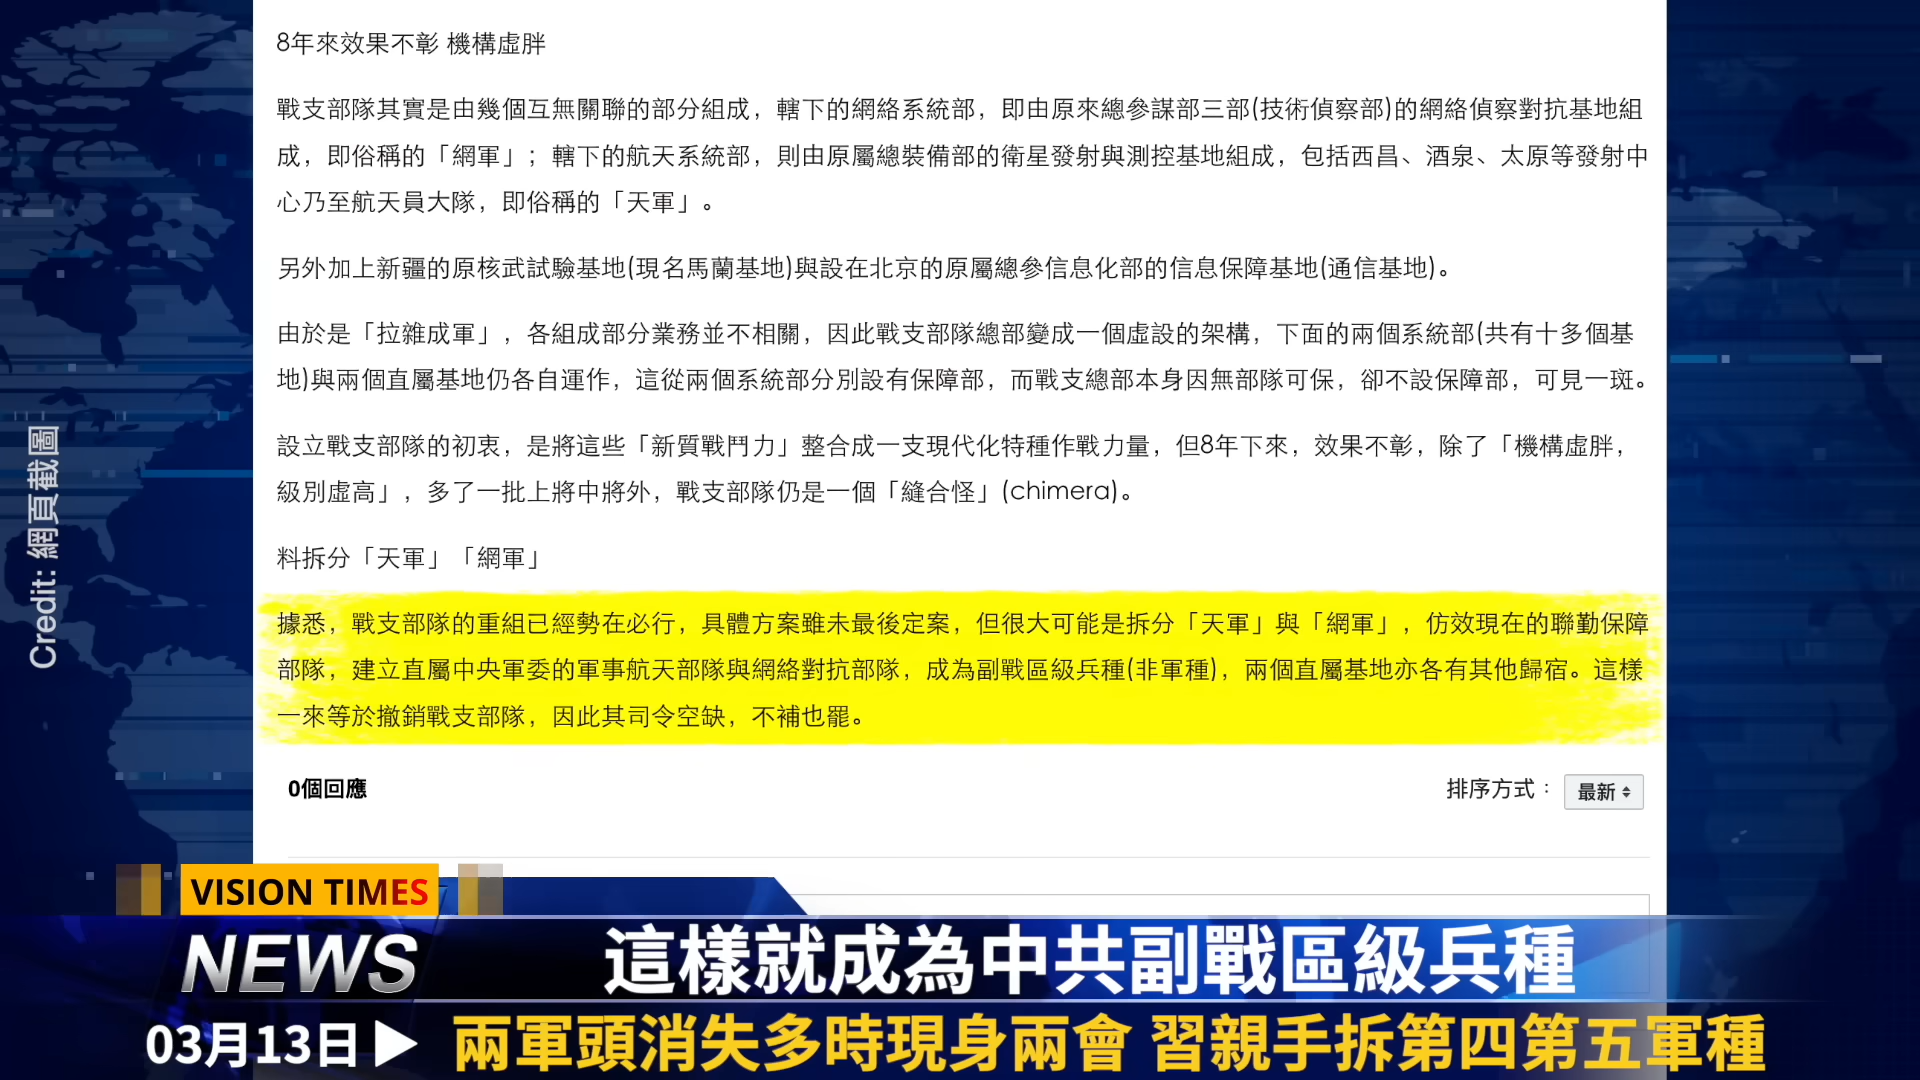 8年來效果不彰 機構虛胖
戰支部隊其實是由幾個互無關聯的部分組成，轄下的網絡系統部，即由原來總參謀部三部(技術偵察部)的網絡偵察對抗基地組
成，即俗稱的「網軍」；轄下的航天系統部，則由原屬總裝備部的衛星發射與測控基地組成，包括西昌、酒泉、太原等發射中
心乃至航天員大隊，即俗稱的「天軍」。
另外加上新疆的原核武試驗基地(現名馬蘭基地)與設在北京的原屬總參信息化部的信息保障基地(通信基地)。
由於是「拉雜成軍」，各組成部分業務並不相關，因此戰支部隊總部變成一個虛設的架構，下面的兩個系統部(共有十多個基
地)與兩個直屬基地仍各自運作，這從兩個系統部分別設有保障部，而戰支總部本身因無部隊可保，卻不設保障部，可見一斑。
設立戰支部隊的初衷，是將這些「新質戰鬥力」整合成一支現代化特種作戰力量，但8年下來，效果不彰，除了「機構虛胖，
級別虛高」，多了一批上將中將外，戰支部隊仍是一個「縫合怪」(chimera)。
料拆分「天軍」「網軍」
據悉，戰支部隊的重組已經勢在必行，具體方案雖未最後定案，但很大可能是拆分「天軍」與「網軍」，仿效現在的聯勤保障
部隊，建立直屬中央軍委的軍事航天部隊與網絡對抗部隊，成為副戰區級兵種(非軍種)，兩個直屬基地亦各有其他歸宿。這樣
一來等於撤銷戰支部隊，因此其司令空缺，不補也罷。
0個回應
排序方式：
最新
Credit: 網頁截圖
VISION TIMES
NEWS
這樣就成為中共副戰區級兵種
03月13日
兩軍頭消失多時現身兩會 習親手拆第四第五軍種